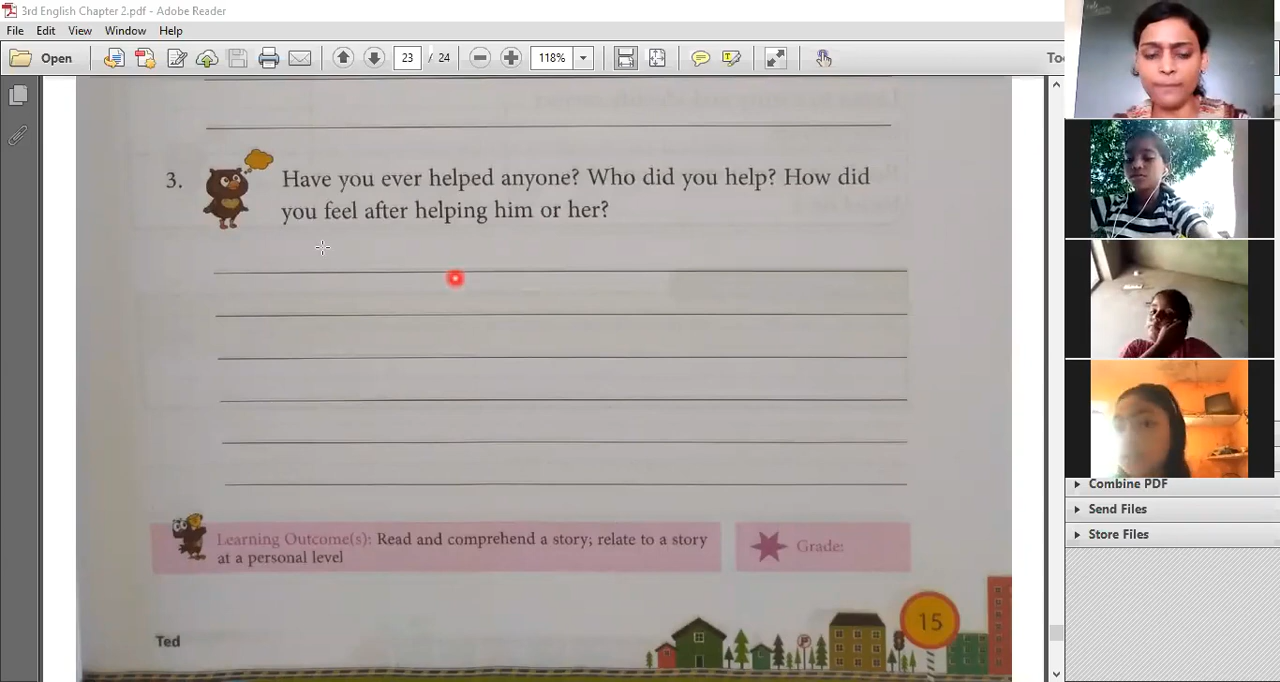 3rd English Chapter 2.pdf - Adobe Reader
File Edit View Window Help
Open 23 / 24 118%
3. Have you ever helped anyone? Who did you help? How did
you feel after helping him or her?
Learning Outcome(s): Read and comprehend a story; relate to a story
at a personal level
Grade:
Ted
15
Combine PDF
Send Files
Store Files